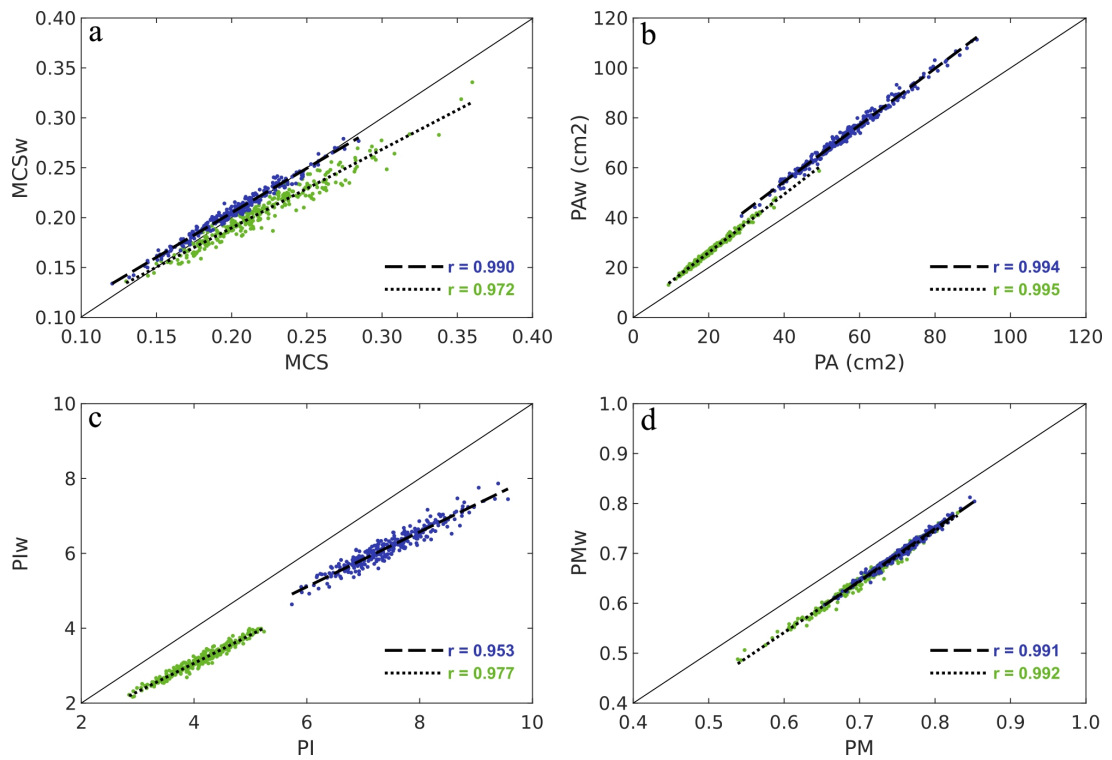 a
0.40
0.35
0.30
0.25
0.20
0.15
0.10
MCSw
r = 0.990
r = 0.972
0.10 0.15 0.20 0.25 0.30 0.35 0.40
MCS
b
120
100
80
60
40
20
0
PAw (cm2)
r = 0.994
r = 0.995
0 20 40 60 80 100 120
PA (cm2)
c
10
8
6
4
2
PIw
r = 0.953
r = 0.977
2 4 6 8 10
PI
d
1.0
0.9
0.8
0.7
0.6
0.5
0.4
PMw
r = 0.991
r = 0.992
0.4 0.5 0.6 0.7 0.8 0.9 1.0
PM